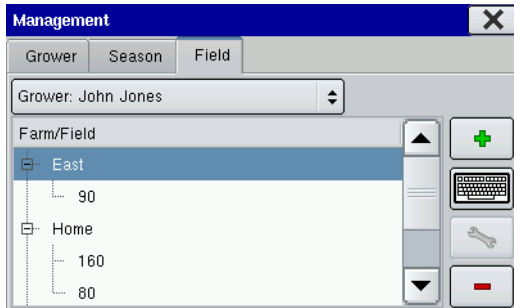 Management
Grower Season Field
Grower: John Jones
Farm/Field
East
90
Home
160
80